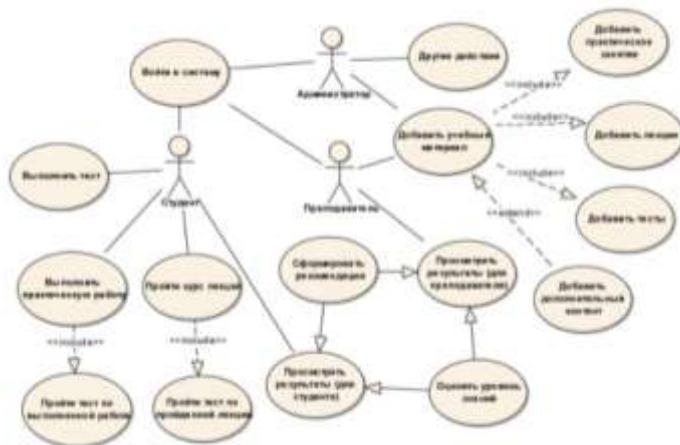 Добавить
практическое
занятие
Войти в систему
Другие действия
Администратор
<<include>>
<<include>>
Добавить учебный
материал
Добавить лекции
Выполнить тест
Студент
Преподаватель
<<include>>
Добавить тесты
<<extend>>
Сформировать
рекомендации
Просмотреть
результаты (для
преподавателя)
Выполнить
практическую работу
Пройти курс лекций
Добавить
дополнительный
контент
<<include>>
<<include>>
Просмотреть
результаты (для
студента)
Оценить уровень
знаний
Пройти тест по
выполненной работе
Пройти тест по
пройденной лекции